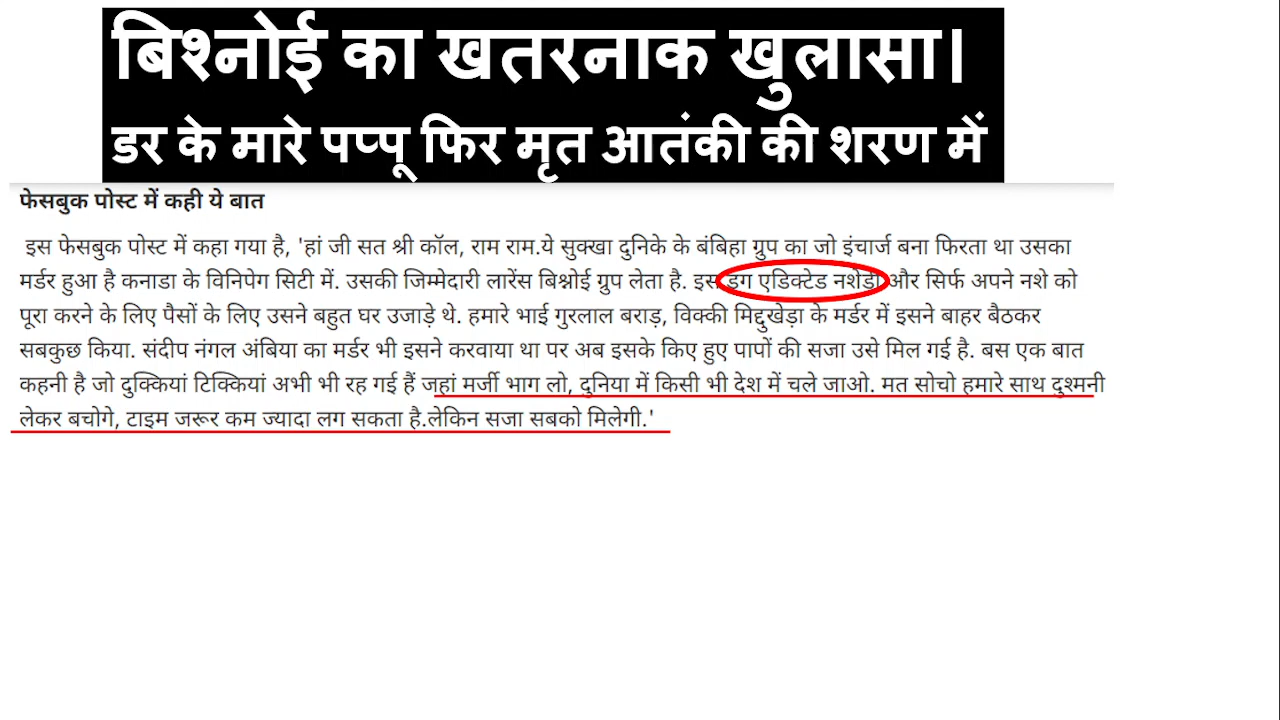 बिश्नोई का खतरनाक खुलासा।
डर के मारे पप्पू फिर मृत आतंकी की शरण में
फेसबुक पोस्ट में कही ये बात
इस फेसबुक पोस्ट में कहा गया है, 'हां जी सत श्री कॉल, राम राम.ये सुक्खा दुनिके के बंबिहा ग्रुप का जो इंचार्ज बना फिरता था उसका
मर्डर हुआ है कनाडा के विनिपेग सिटी में. उसकी जिम्मेदारी लारेंस बिश्नोई ग्रुप लेता है. इस ड्रग एडिक्टेड नशेड़ी और सिर्फ अपने नशे को
पूरा करने के लिए पैसों के लिए उसने बहुत घर उजाड़े थे. हमारे भाई गुरलाल बराड़, विक्की मिद्दुखेड़ा के मर्डर में इसने बाहर बैठकर
सबकुछ किया. संदीप नंगल अंबिया का मर्डर भी इसने करवाया था पर अब इसके किए हुए पापों की सजा उसे मिल गई है. बस एक बात
कहनी है जो दुक्कियां टिक्कियां अभी भी रह गई हैं जहां मर्जी भाग लो, दुनिया में किसी भी देश में चले जाओ. मत सोचो हमारे साथ दुश्मनी
लेकर बचोगे, टाइम जरूर कम ज्यादा लग सकता है.लेकिन सजा सबको मिलेगी.'